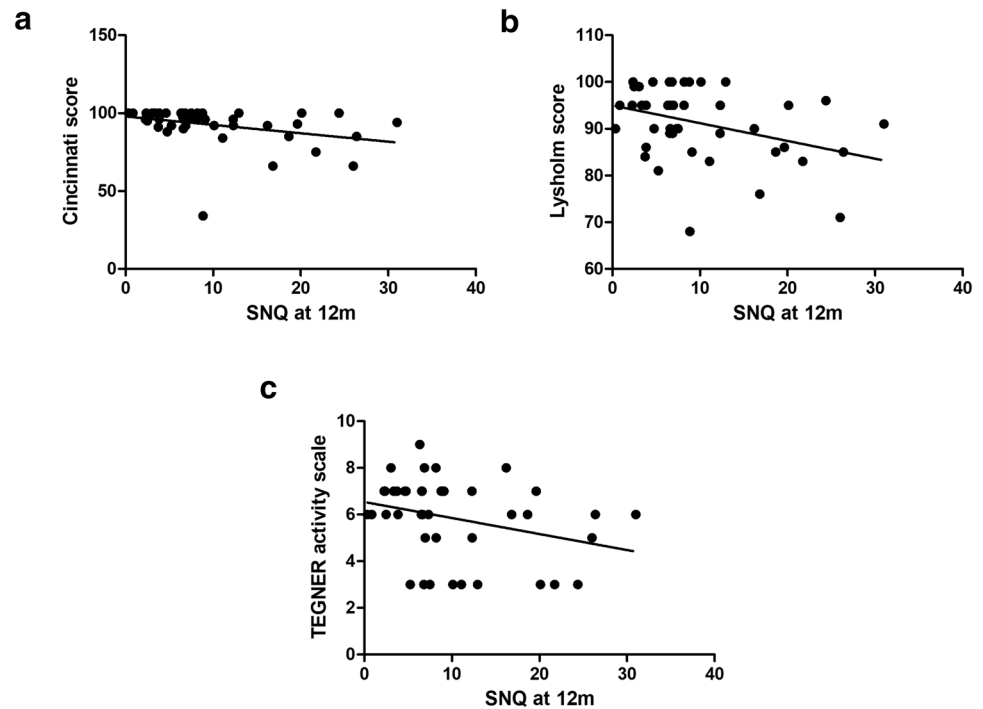 a
Cincinnati score
150
100
50
0
0 10 20 30 40
SNQ at 12m
b
Lysholm score
110
100
90
80
70
60
0 10 20 30 40
SNQ at 12m
c
TEGNER activity scale
10
8
6
4
2
0
0 10 20 30 40
SNQ at 12m